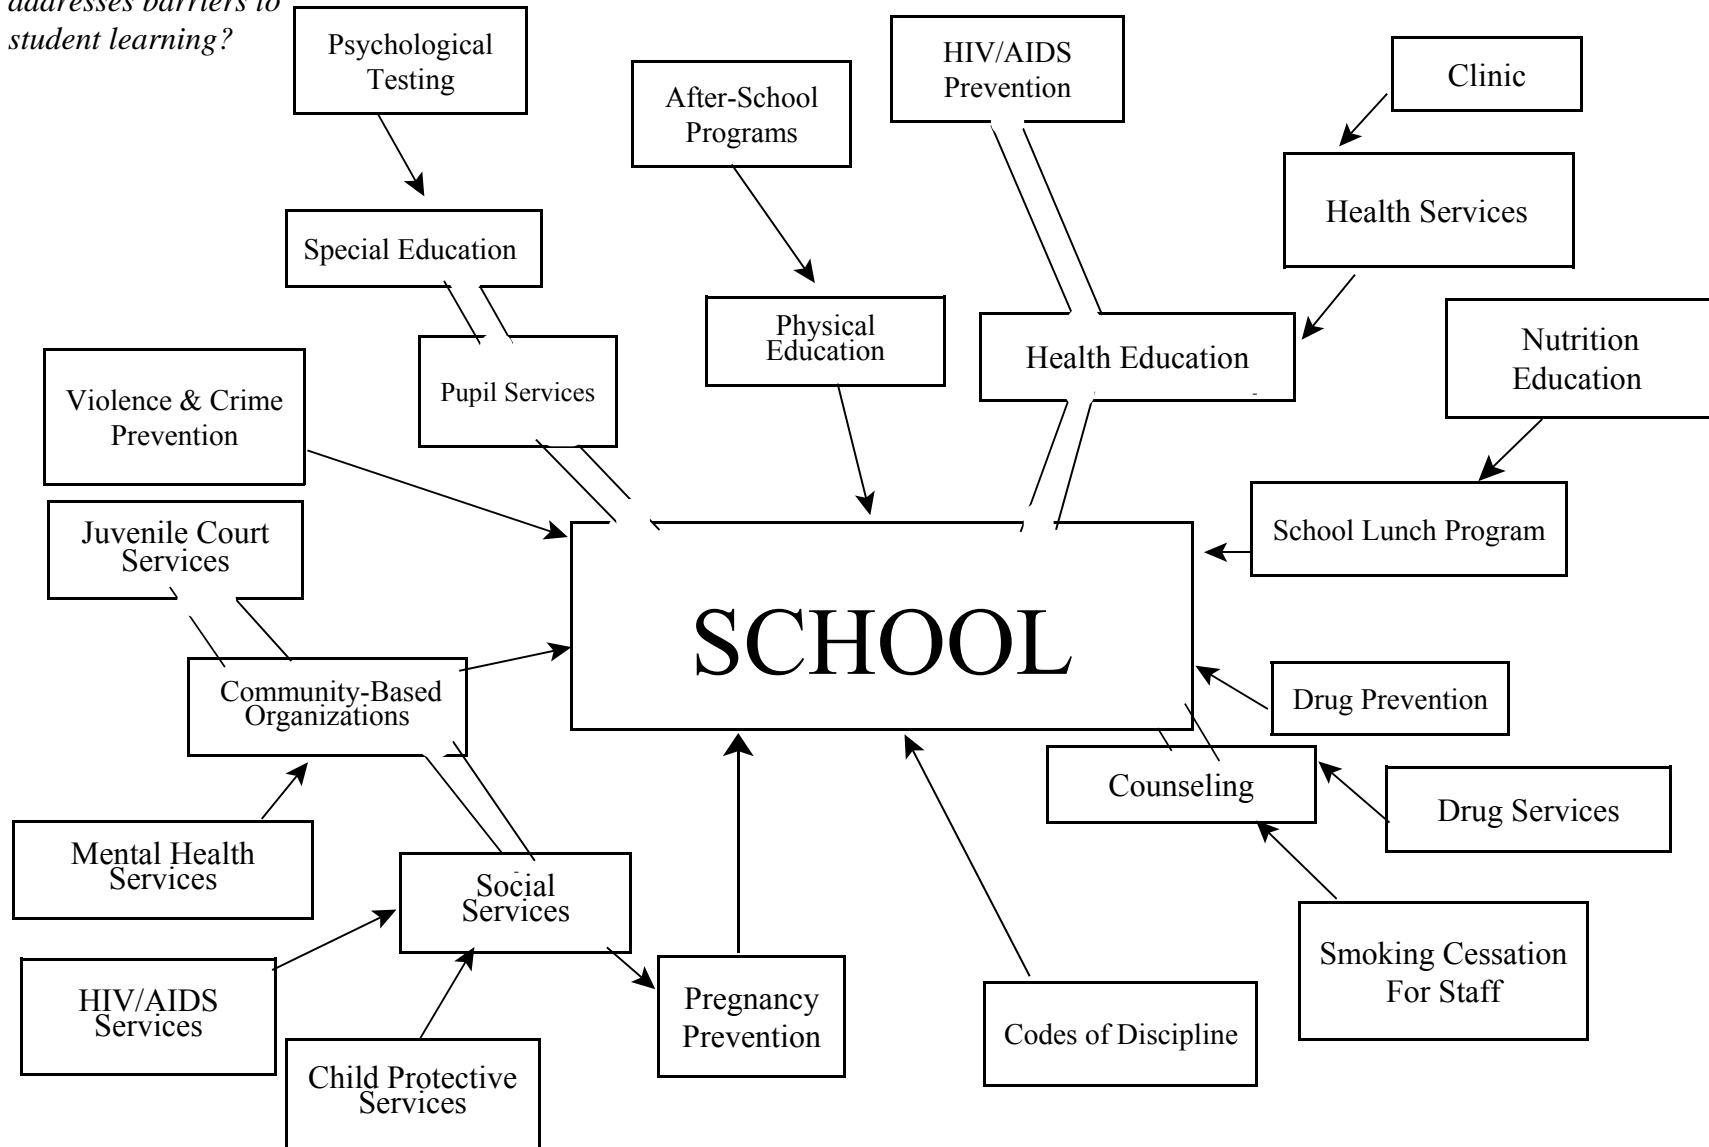 addresses barriers to
student learning?
Psychological
Testing
After-School
Programs
HIV/AIDS
Prevention
Clinic
Special Education
Health Services
Violence & Crime
Prevention
Pupil Services
Physical
Education
Health Education
Nutrition
Education
Juvenile Court
Services
School Lunch Program
SCHOOL
Community-Based
Organizations
Drug Prevention
Counseling
Drug Services
Mental Health
Services
Social
Services
Smoking Cessation
For Staff
HIV/AIDS
Services
Pregnancy
Prevention
Codes of Discipline
Child Protective
Services